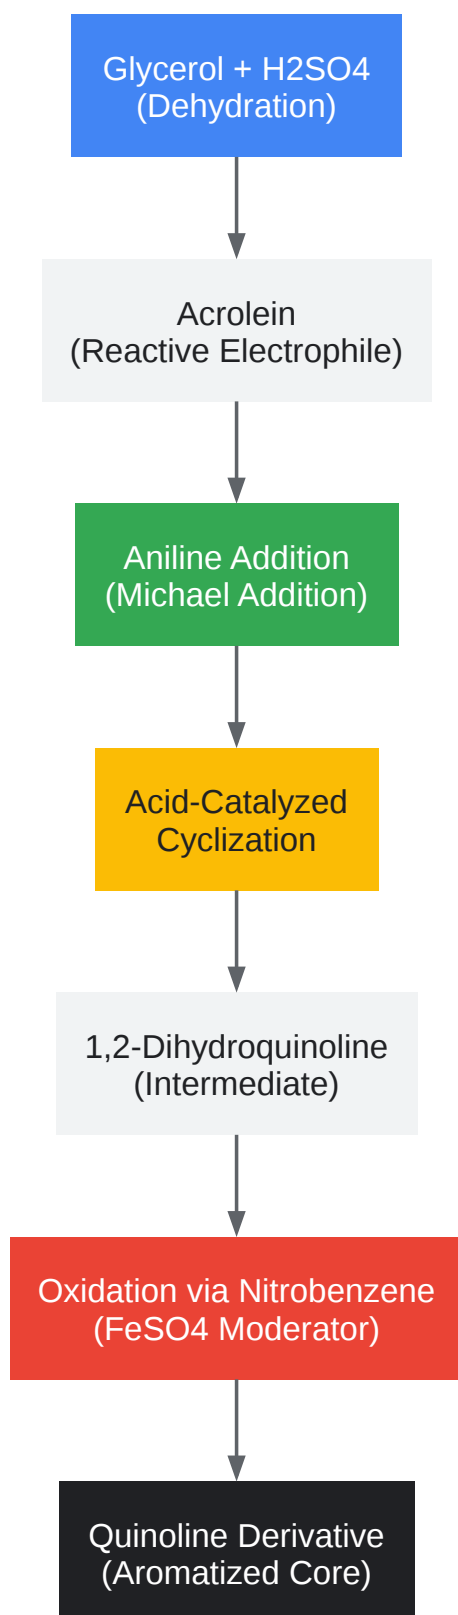 Glycerol + H2SO4
(Dehydration)
Acrolein
(Reactive Electrophile)
Aniline Addition
(Michael Addition)
Acid-Catalyzed
Cyclization
1,2-Dihydroquinoline
(Intermediate)
Oxidation via Nitrobenzene
(FeSO4 Moderator)
Quinoline Derivative
(Aromatized Core)